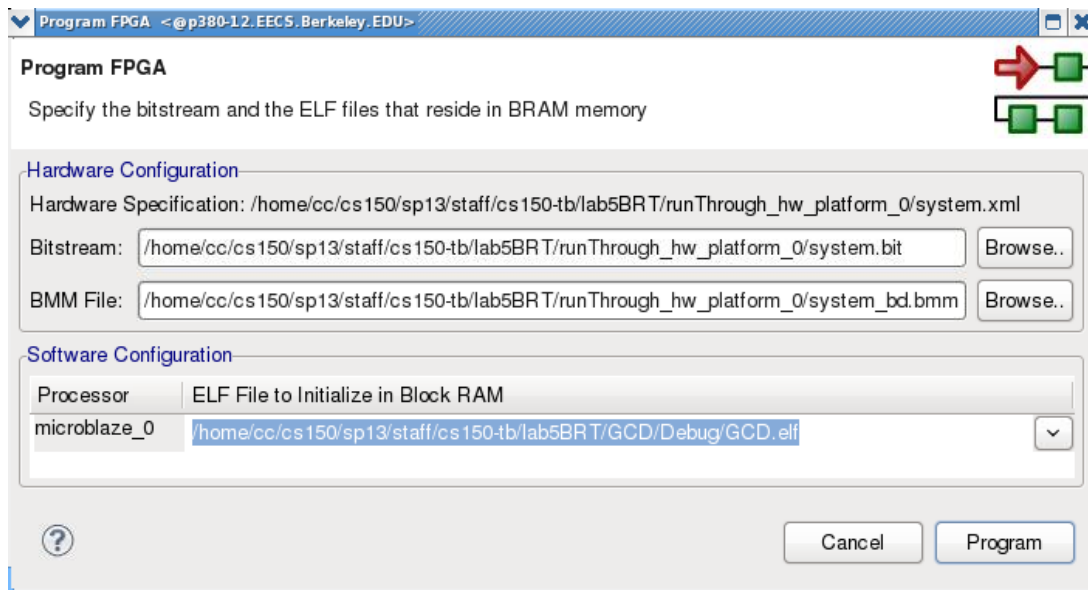 Program FPGA <@p380-12.EECS.Berkeley.EDU>
Program FPGA
Specify the bitstream and the ELF files that reside in BRAM memory
Hardware Configuration
Hardware Specification: /home/cc/cs150/sp13/staff/cs150-tb/lab5BRT/runThrough_hw_platform_0/system.xml
Bitstream: /home/cc/cs150/sp13/staff/cs150-tb/lab5BRT/runThrough_hw_platform_0/system.bit Browse..
BMM File: /home/cc/cs150/sp13/staff/cs150-tb/lab5BRT/runThrough_hw_platform_0/system_bd.bmm Browse..
Software Configuration
Processor ELF File to Initialize in Block RAM
microblaze_0 /home/cc/cs150/sp13/staff/cs150-tb/lab5BRT/GCD/Debug/GCD.elf
? Cancel Program